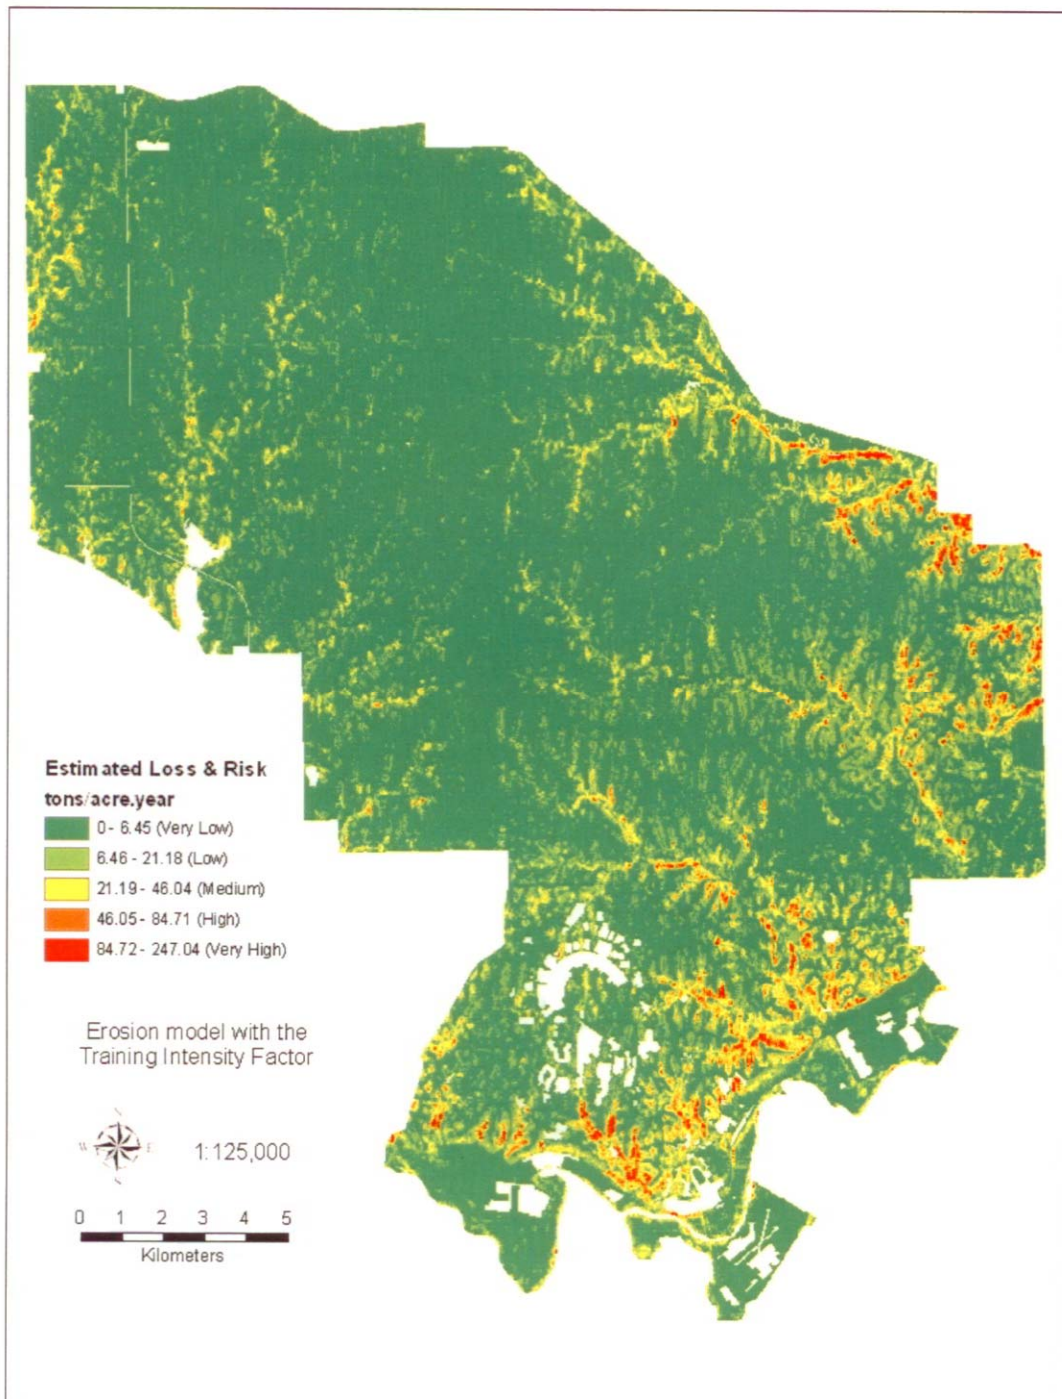 Estimated Loss & Risk
tons/acre.year
0 - 6.45 (Very Low)
6.46 - 21.18 (Low)
21.19 - 46.04 (Medium)
46.05 - 84.71 (High)
84.72 - 247.04 (Very High)
Erosion model with the
Training Intensity Factor
W E
1:125,000
0 1 2 3 4 5
Kilometers